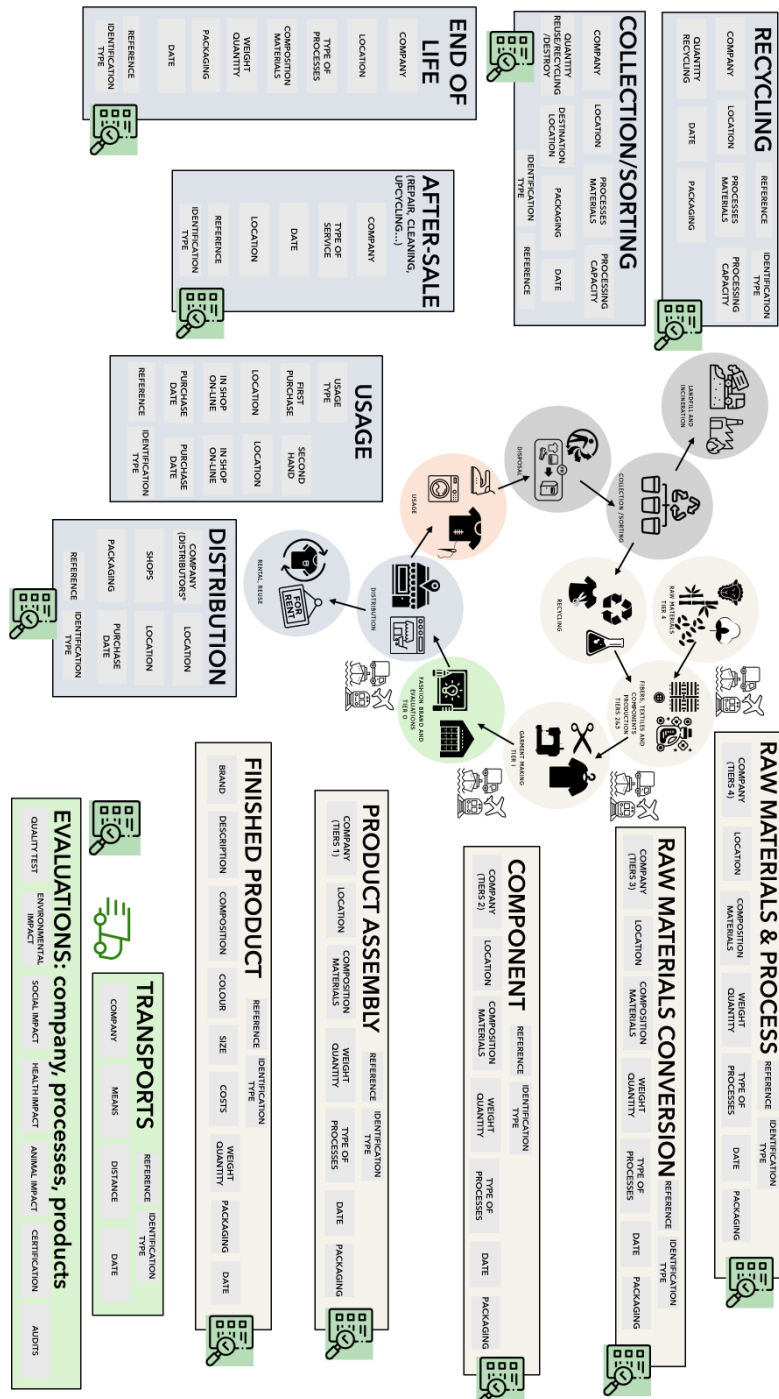 RECYCLING
REFERENCE
IDENTIFICATION
TYPE
COMPANY
LOCATION
PROCESSES
MATERIALS
PROCESSING
CAPACITY
QUANTITY
RECYCLING
DATE
PACKAGING
COLLECTION/SORTING
COMPANY
LOCATION
PROCESSES
MATERIALS
PROCESSING
CAPACITY
QUANTITY
REUSE/RECYCLING
/DESTROY
DESTINATION
LOCATION
PACKAGING
DATE
IDENTIFICATION
TYPE
REFERENCE
END OF
LIFE
COMPANY
LOCATION
TYPE OF
PROCESSES
COMPOSITION
MATERIALS
WEIGHT
QUANTITY
PACKAGING
DATE
REFERENCE
IDENTIFICATION
TYPE
AFTER-SALE
(REPAIR, CLEANING,
UPCYCLING...)
COMPANY
TYPE OF
SERVICE
DATE
LOCATION
REFERENCE
IDENTIFICATION
TYPE
USAGE
USAGE
TYPE
FIRST
PURCHASE
SECOND
HAND
LOCATION
LOCATION
IN SHOP
ON-LINE
IN SHOP
ON-LINE
PURCHASE
DATE
PURCHASE
DATE
REFERENCE
IDENTIFICATION
TYPE
DISTRIBUTION
COMPANY
(DISTRIBUTORS*
LOCATION
SHOPS
LOCATION
PACKAGING
PURCHASE
DATE
REFERENCE
IDENTIFICATION
TYPE
LANDFILL AND
INCINERATION
COLLECTION /SORTING
DISPOSAL
USAGE
RAW MATERIALS
TIER 4
RECYCLING
FIBERS, TEXTILES AND
COMPONENTS
PRODUCTION
TIERS 2&3
GARMENT MAKING
TIER 1
FASHION BRAND AND
EVALUATIONS
TIER 0
DISTRIBUTION
RENTAL, REUSE
FOR
RENT
RAW MATERIALS & PROCESS
REFERENCE
IDENTIFICATION
TYPE
COMPANY
(TIERS 4)
LOCATION
COMPOSITION
MATERIALS
WEIGHT
QUANTITY
TYPE OF
PROCESSES
DATE
PACKAGING
RAW MATERIALS CONVERSION
REFERENCE
IDENTIFICATION
TYPE
COMPANY
(TIERS 3)
LOCATION
COMPOSITION
MATERIALS
WEIGHT
QUANTITY
TYPE OF
PROCESSES
DATE
PACKAGING
COMPONENT
REFERENCE
IDENTIFICATION
TYPE
COMPANY
(TIERS 2)
LOCATION
COMPOSITION
MATERIALS
WEIGHT
QUANTITY
TYPE OF
PROCESSES
DATE
PACKAGING
PRODUCT ASSEMBLY
REFERENCE
IDENTIFICATION
TYPE
COMPANY
(TIERS 1)
LOCATION
COMPOSITION
MATERIALS
WEIGHT
QUANTITY
TYPE OF
PROCESSES
DATE
PACKAGING
FINISHED PRODUCT
REFERENCE
IDENTIFICATION
TYPE
BRAND
DESCRIPTION
COMPOSITION
COLOUR
SIZE
COSTS
WEIGHT
QUANTITY
PACKAGING
DATE
TRANSPORTS
REFERENCE
IDENTIFICATION
TYPE
COMPANY
MEANS
DISTANCE
DATE
EVALUATIONS: company, processes, products
QUALITY TEST
ENVIRONMENTAL
IMPACT
SOCIAL IMPACT
HEALTH IMPACT
ANIMAL IMPACT
CERTIFICATION
AUDITS